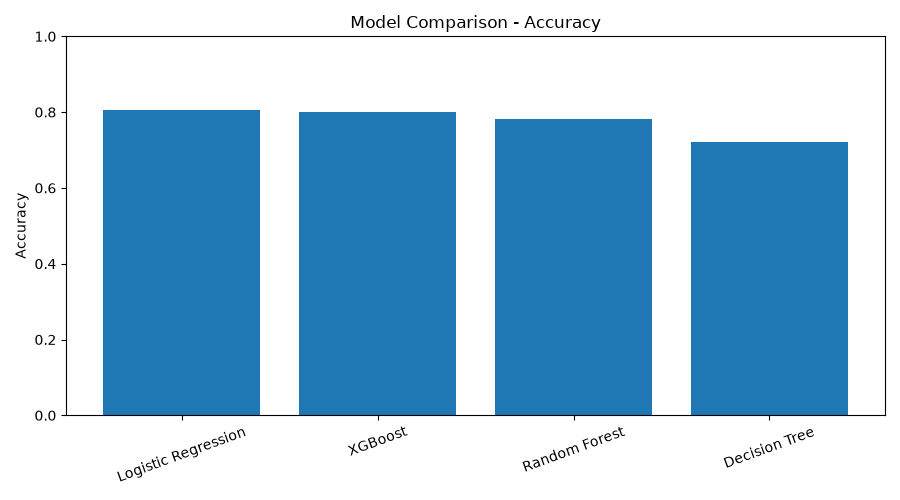 Model Comparison - Accuracy
1.0
0.8
0.6
0.4
0.2
0.0
Accuracy
Logistic Regression
XGBoost
Random Forest
Decision Tree